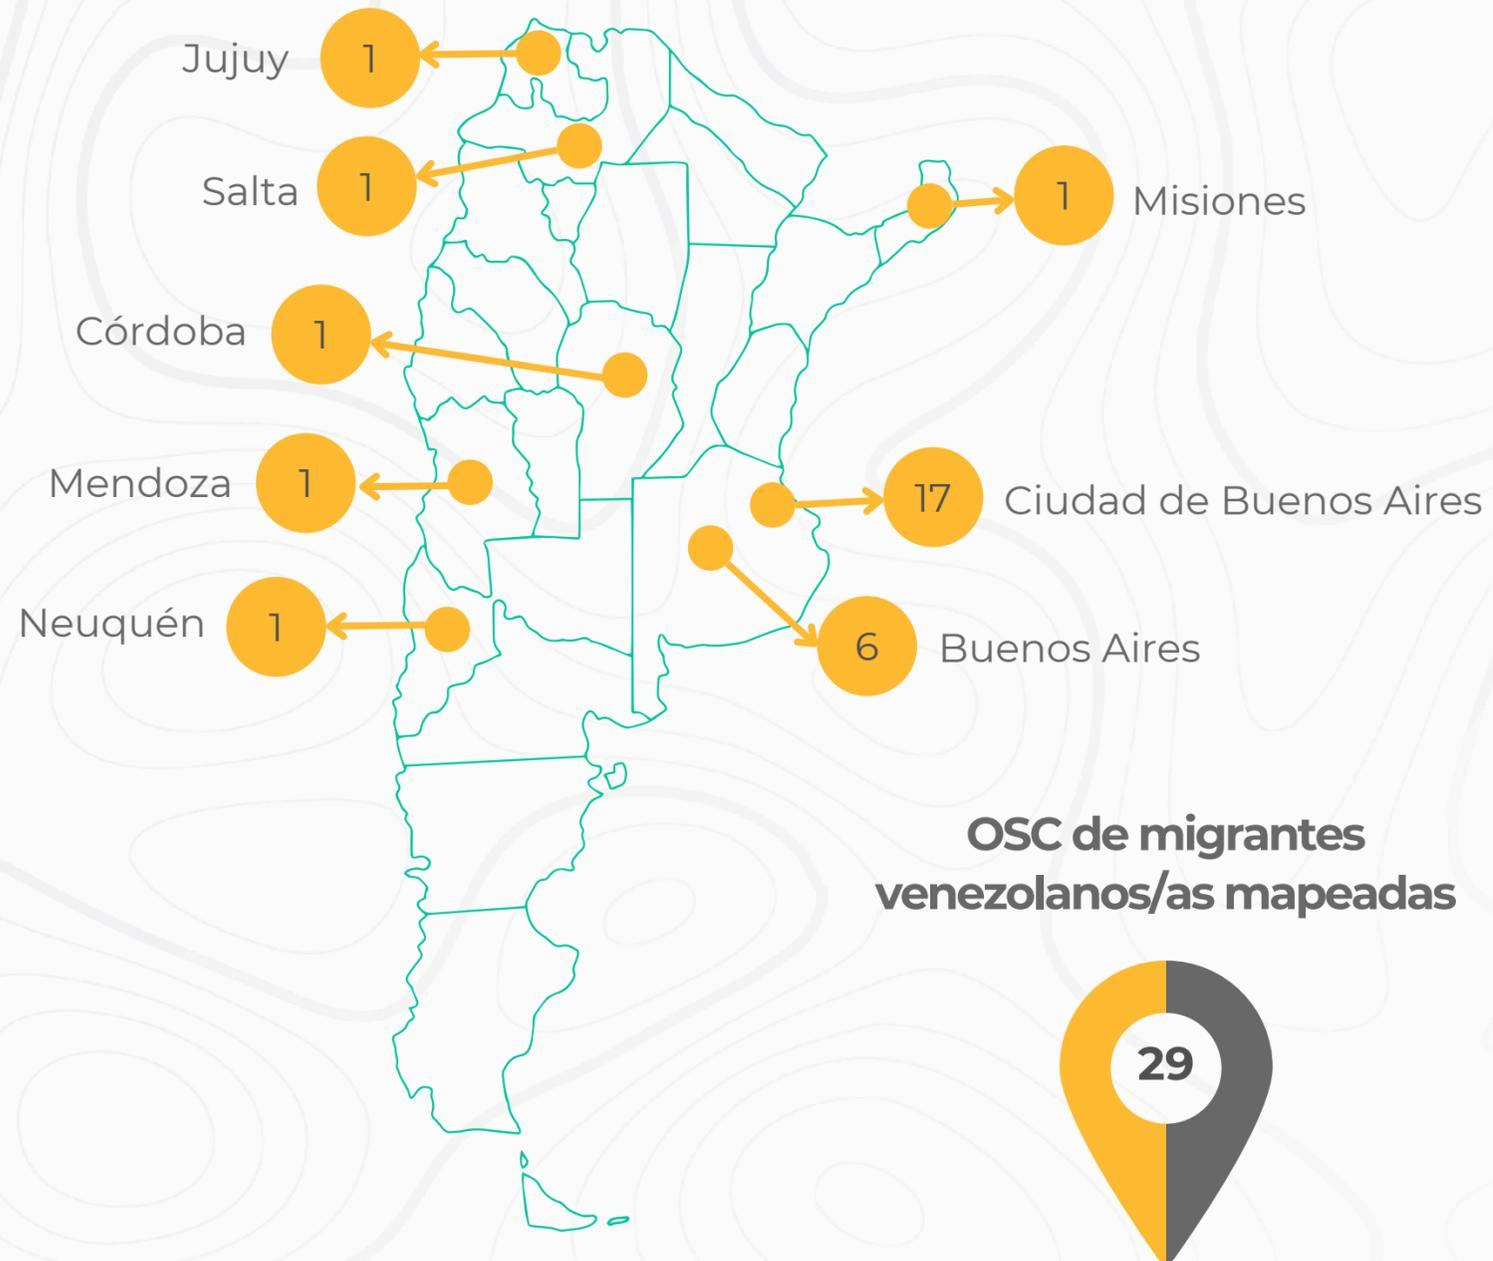 Jujuy 1
Salta 1
1 Misiones
Córdoba 1
Mendoza 1
17 Ciudad de Buenos Aires
Neuquén 1
6 Buenos Aires
OSC de migrantes
venezolanos/as mapeadas
29